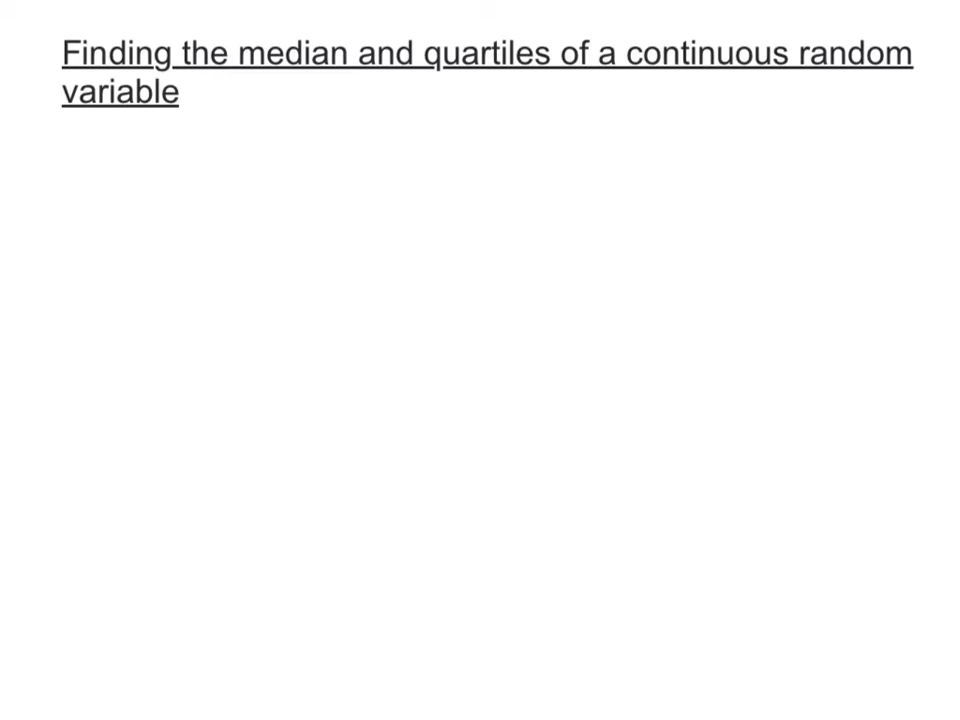 Finding the median and quartiles of a continuous random
variable